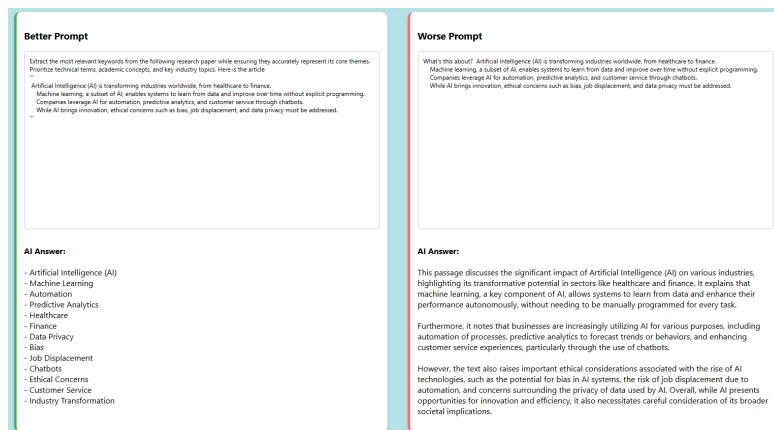 Better Prompt
Extract the most relevant keywords from the following research paper while ensuring they accurately represent its core themes.
Prioritize technical terms, academic concepts, and key industry topics. Here is the article
'''
Artificial Intelligence (AI) is transforming industries worldwide, from healthcare to finance.
Machine learning, a subset of AI, enables systems to learn from data and improve over time without explicit programming.
Companies leverage AI for automation, predictive analytics, and customer service through chatbots.
While AI brings innovation, ethical concerns such as bias, job displacement, and data privacy must be addressed.
'''
AI Answer:
- Artificial Intelligence (AI)
- Machine Learning
- Automation
- Predictive Analytics
- Healthcare
- Finance
- Data Privacy
- Bias
- Job Displacement
- Chatbots
- Ethical Concerns
- Customer Service
- Industry Transformation
Worse Prompt
What's this about? Artificial Intelligence (AI) is transforming industries worldwide, from healthcare to finance.
Machine learning, a subset of AI, enables systems to learn from data and improve over time without explicit programming.
Companies leverage AI for automation, predictive analytics, and customer service through chatbots.
While AI brings innovation, ethical concerns such as bias, job displacement, and data privacy must be addressed.
AI Answer:
This passage discusses the significant impact of Artificial Intelligence (AI) on various industries,
highlighting its transformative potential in sectors like healthcare and finance. It explains that
machine learning, a key component of AI, allows systems to learn from data and enhance their
performance autonomously, without needing to be manually programmed for every task.
Furthermore, it notes that businesses are increasingly utilizing AI for various purposes, including
automation of processes, predictive analytics to forecast trends or behaviors, and enhancing
customer service experiences, particularly through the use of chatbots.
However, the text also raises important ethical considerations associated with the rise of AI
technologies, such as the potential for bias in AI systems, the risk of job displacement due to
automation, and concerns surrounding the privacy of data used by AI. Overall, while AI presents
opportunities for innovation and efficiency, it also necessitates careful consideration of its broader
societal implications.